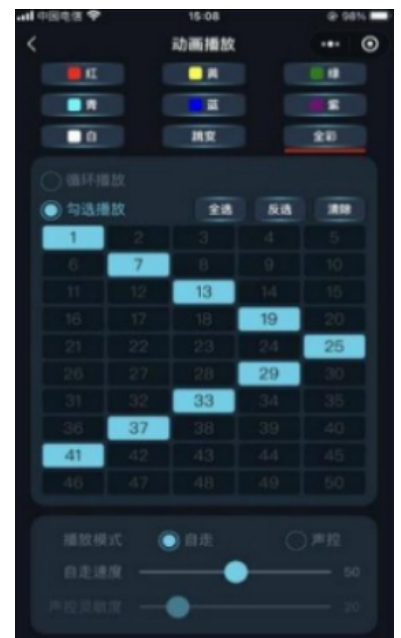 中国电信 15:08 98%
动画播放
红 黄 绿
青 蓝 紫
白 跳变 全彩
循环播放
勾选播放 全选 反选 清除
1 2 3 4 5
6 7 8 9 10
11 12 13 14 15
16 17 18 19 20
21 22 23 24 25
26 27 28 29 30
31 32 33 34 35
36 37 38 39 40
41 42 43 44 45
46 47 48 49 50
播放模式 自走 声控
自走速度 50
声控灵敏度 20